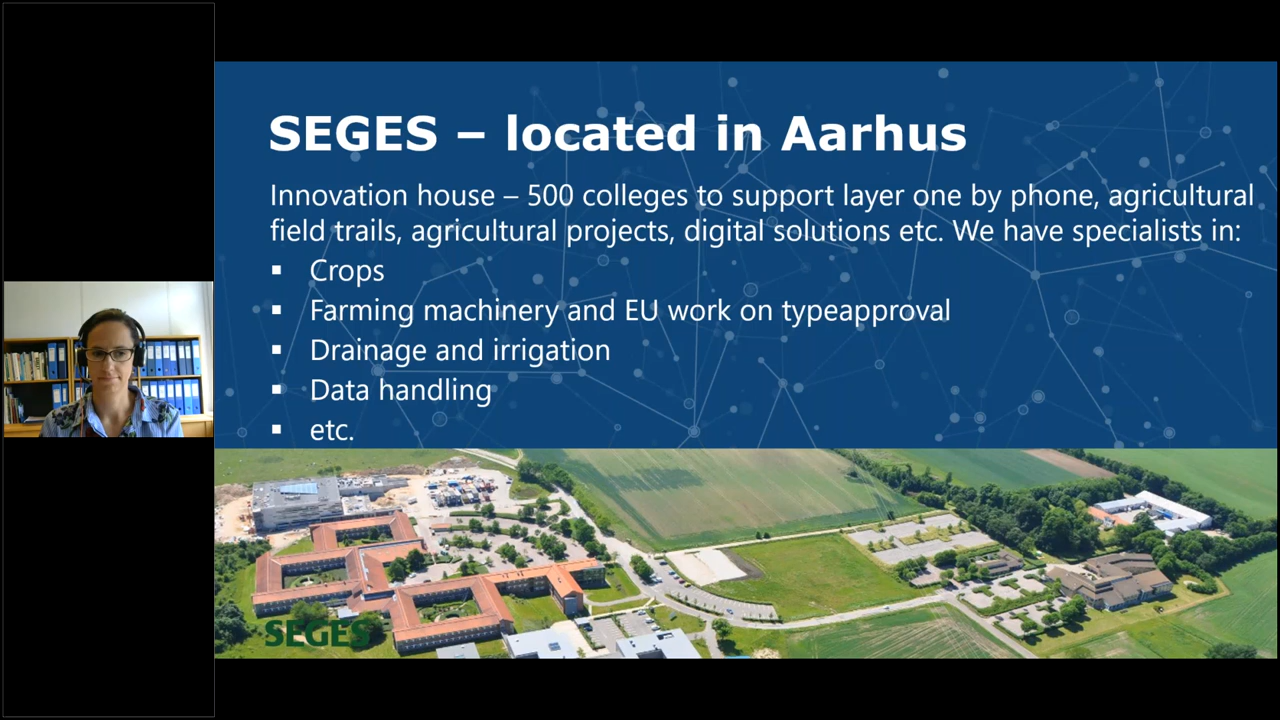 SEGES – located in Aarhus
Innovation house – 500 colleges to support layer one by phone, agricultural
field trails, agricultural projects, digital solutions etc. We have specialists in:
▪ Crops
▪ Farming machinery and EU work on typeapproval
▪ Drainage and irrigation
▪ Data handling
▪ etc.
SEGES